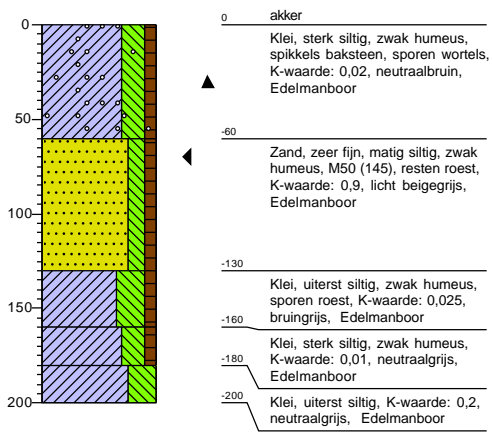 0
50
100
150
200
0 akker
Klei, sterk siltig, zwak humeus,
spikkels baksteen, sporen wortels,
K-waarde: 0,02, neutraalbruin,
Edelmanboor
-60
Zand, zeer fijn, matig siltig, zwak
humeus, M50 (145), resten roest,
K-waarde: 0,9, licht beigegrijs,
Edelmanboor
-130
Klei, uiterst siltig, zwak humeus,
sporen roest, K-waarde: 0,025,
bruingrijs, Edelmanboor
-160
Klei, sterk siltig, zwak humeus,
K-waarde: 0,01, neutraalgrijs,
Edelmanboor
-180
-200
Klei, uiterst siltig, K-waarde: 0,2,
neutraalgrijs, Edelmanboor